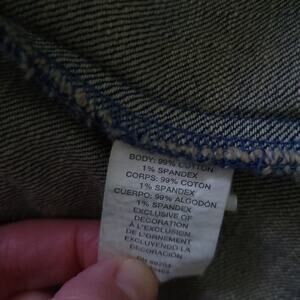 BODY: 99% COTTON
1% SPANDEX
CORPS: 99% COTON
1% SPANDEX
CUERPO: 99% ALGODÓN
1% SPANDEX
EXCLUSIVE OF
DECORATION
À L'EXCLUSION
DE L'ORNEMENT
EXCLUYENDO LA
DECORACIÓN